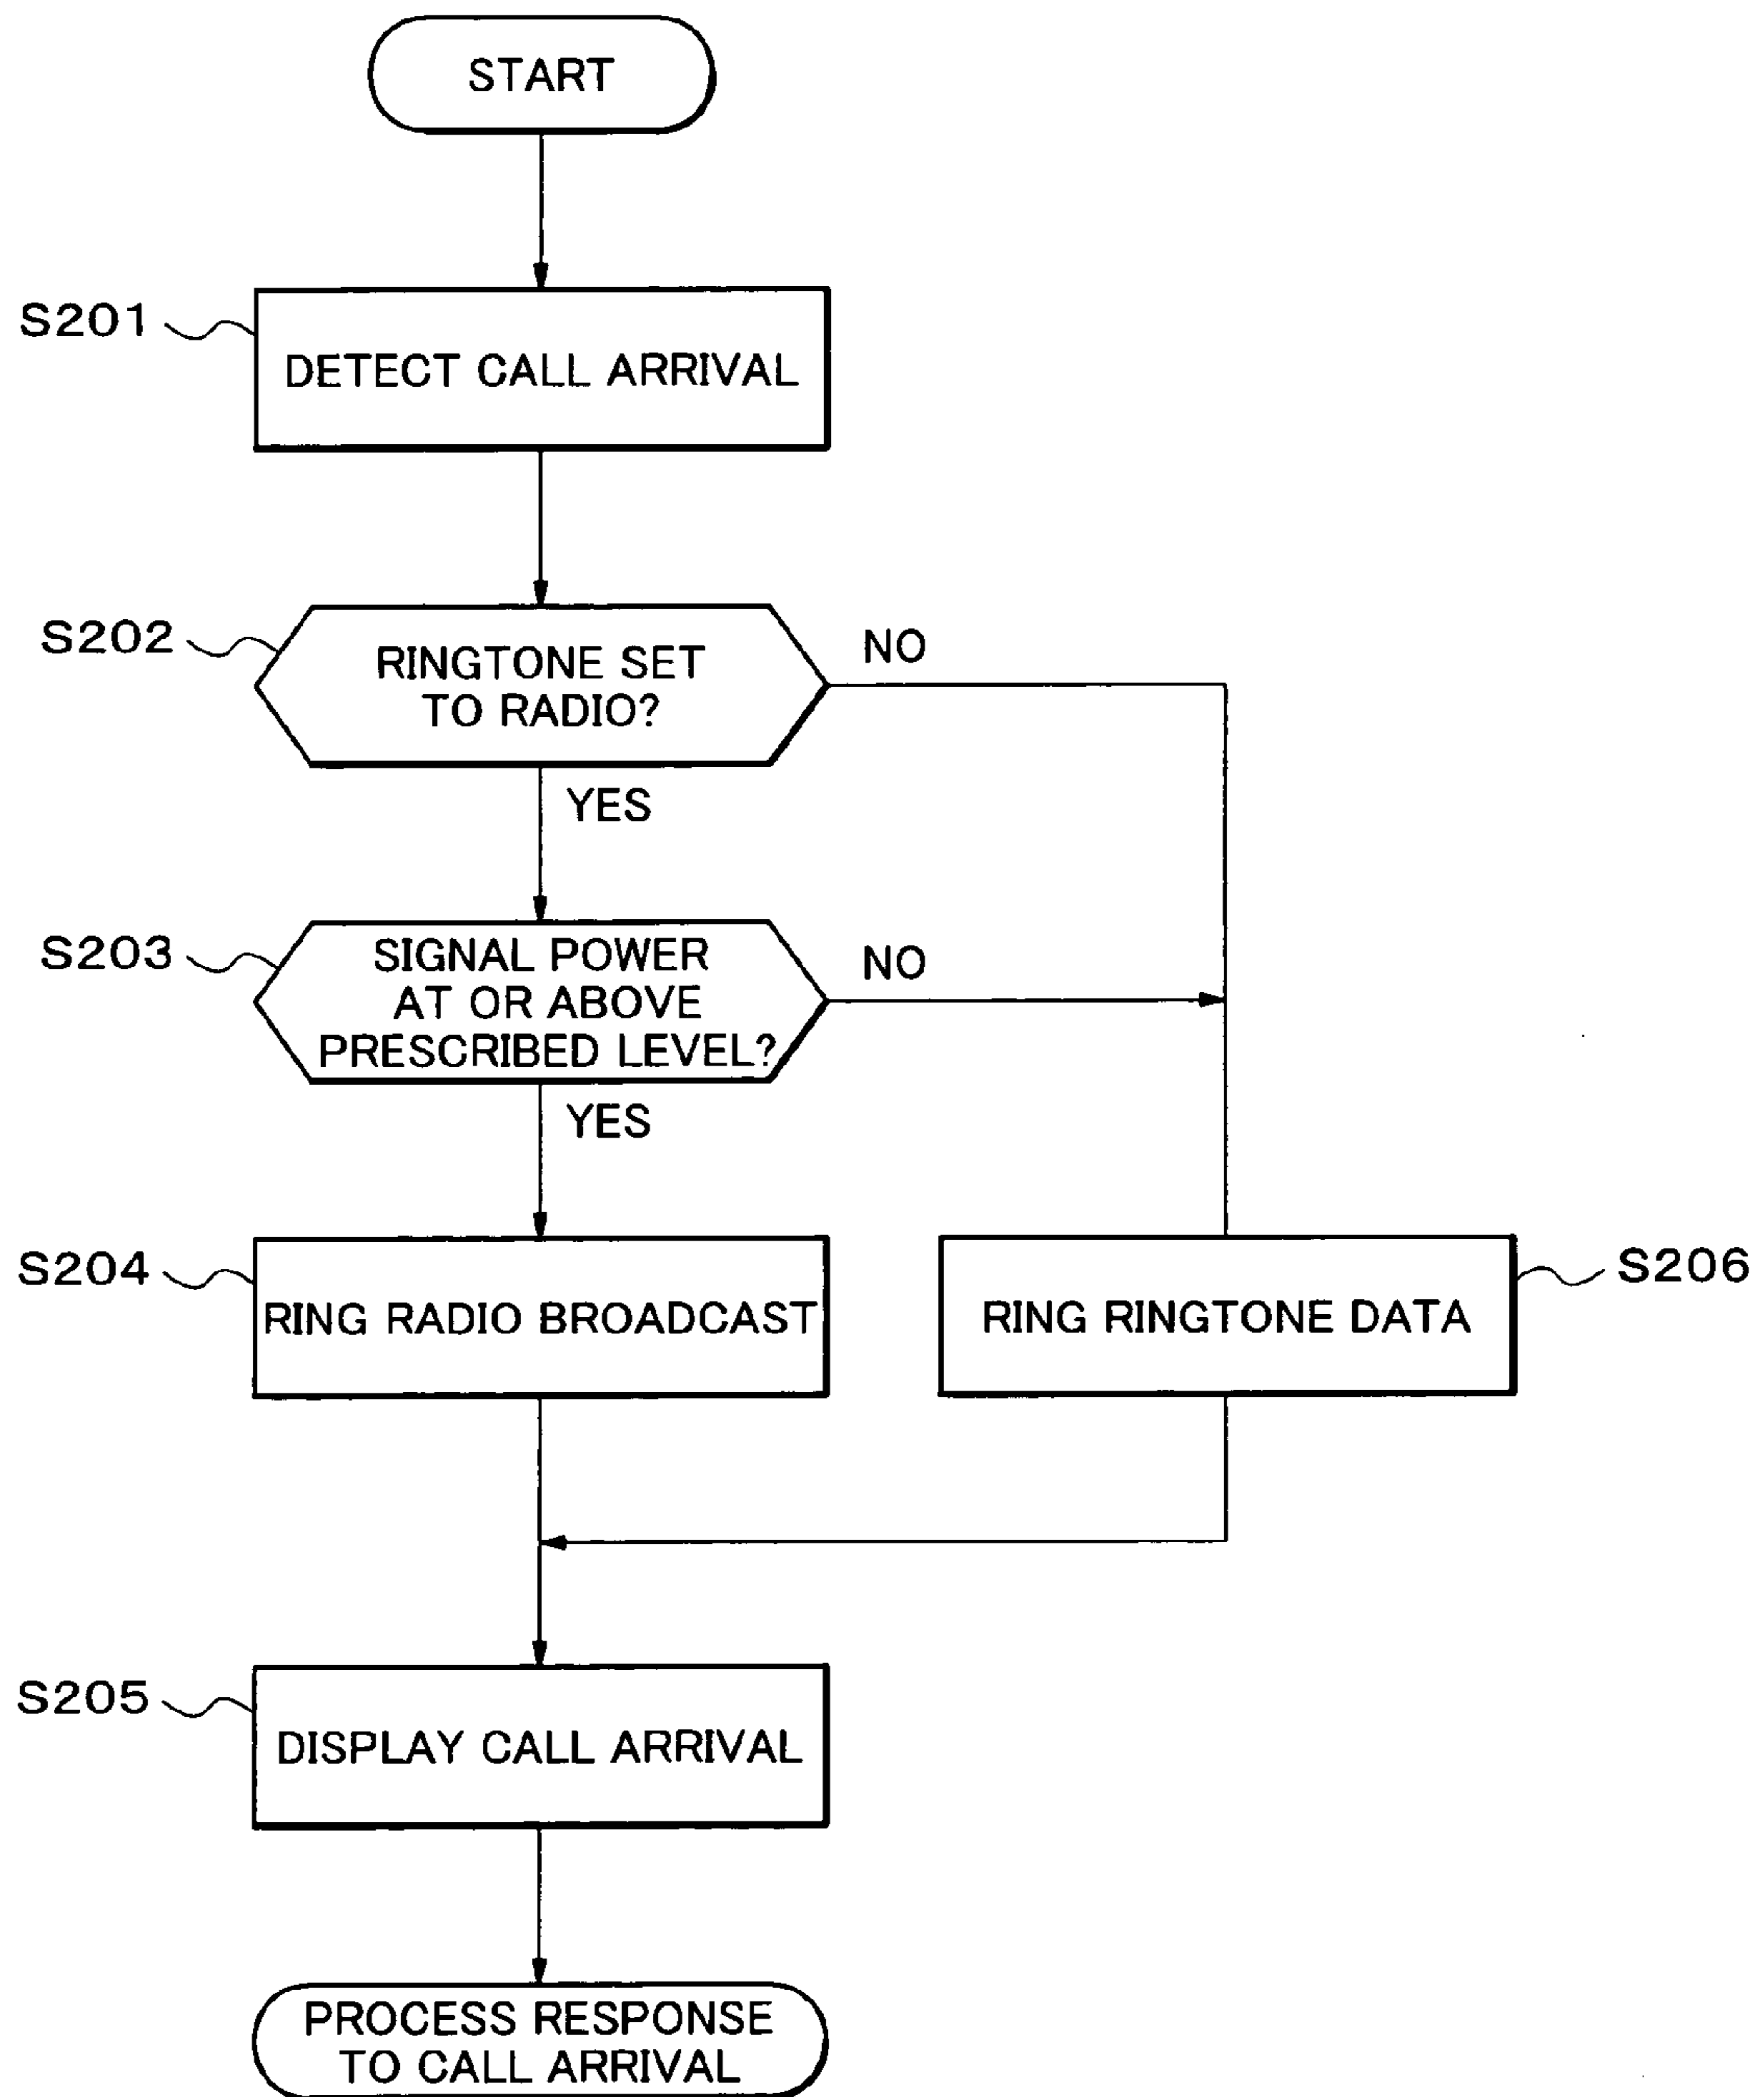 START
S201
DETECT CALL ARRIVAL
S202
RINGTONE SET
TO RADIO?
NO
YES
S203
SIGNAL POWER
AT OR ABOVE
PRESCRIBED LEVEL?
NO
YES
S204
RING RADIO BROADCAST
RING RINGTONE DATA
S206
S205
DISPLAY CALL ARRIVAL
PROCESS RESPONSE
TO CALL ARRIVAL